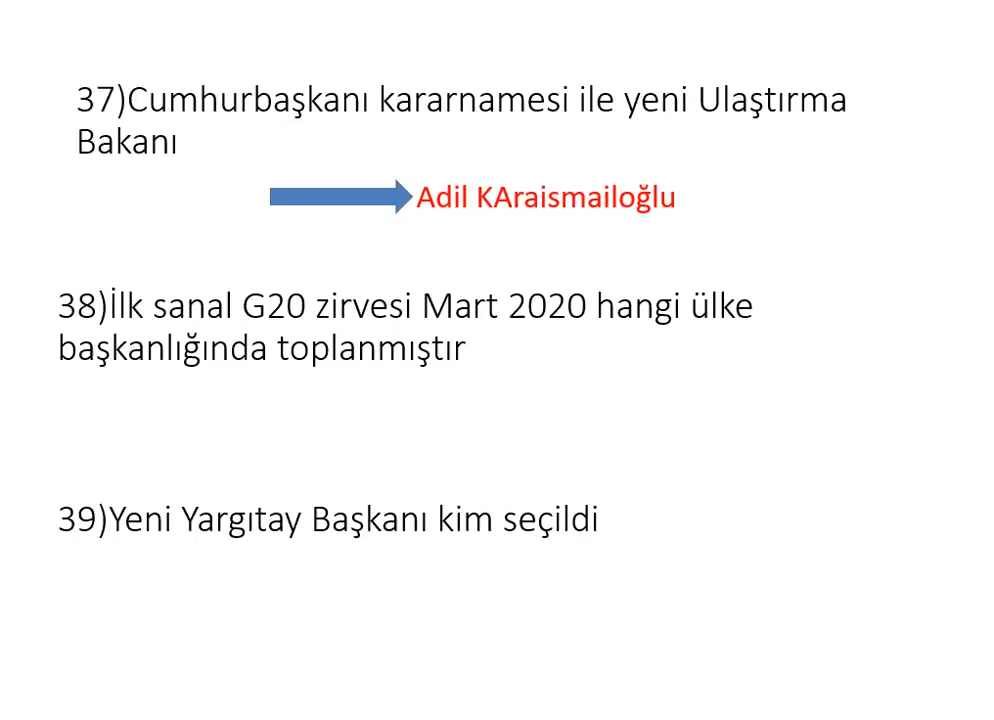 37)Cumhurbaşkanı kararnamesi ile yeni Ulaştırma
Bakanı
Adil KAraismailoğlu
38)İlk sanal G20 zirvesi Mart 2020 hangi ülke
başkanlığında toplanmıştır
39)Yeni Yargıtay Başkanı kim seçildi